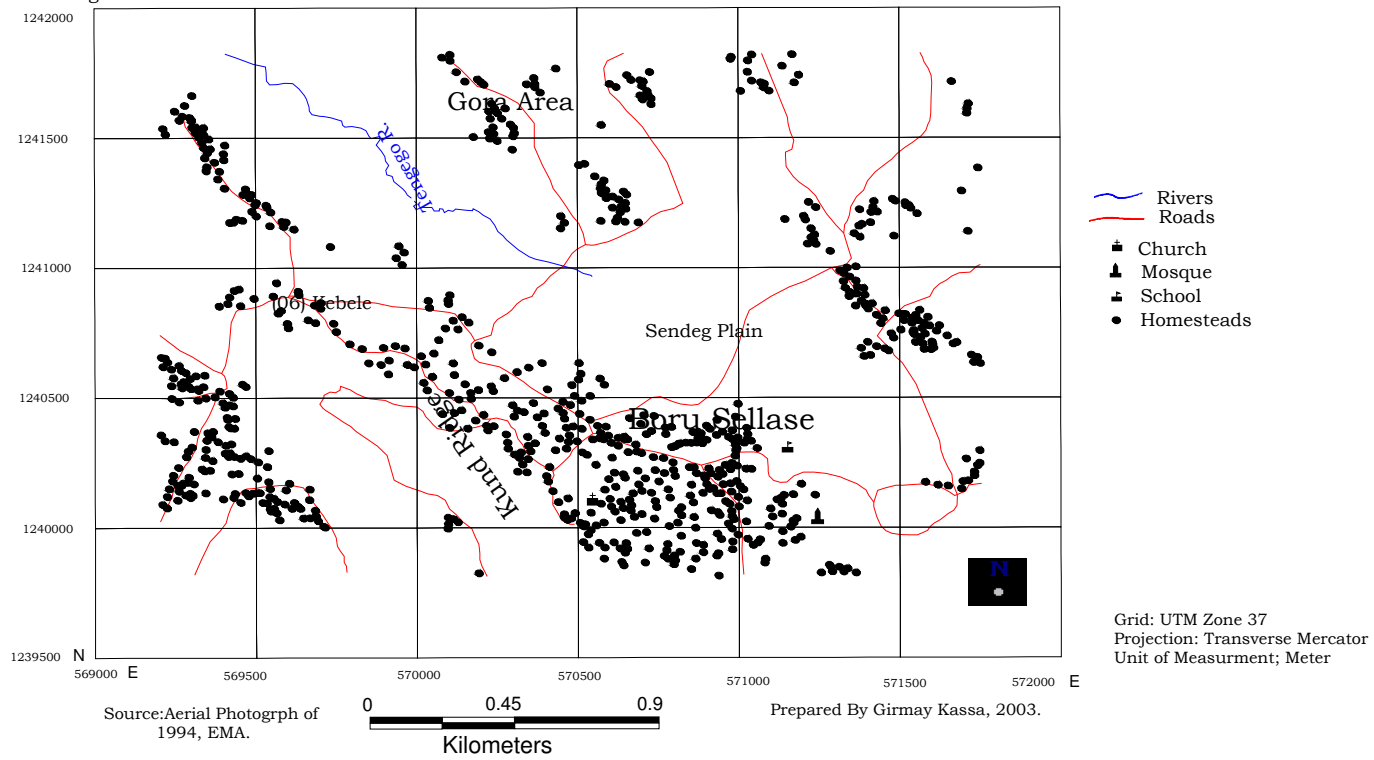 1242000
Gora Area
1241500
Tengego R.
Rivers
Roads
Church
Mosque
School
Homesteads
1241000
(06) Kebele
Sendeg Plain
1240500
Boru Sellase
Kund Ridge
1240000
N
1239500 N
569000 E 569500 570000 570500 571000 571500 572000 E
Grid: UTM Zone 37
Projection: Transverse Mercator
Unit of Measurment; Meter
0 0.45 0.9
Kilometers
Source:Aerial Photogrph of
1994, EMA.
Prepared By Girmay Kassa, 2003.